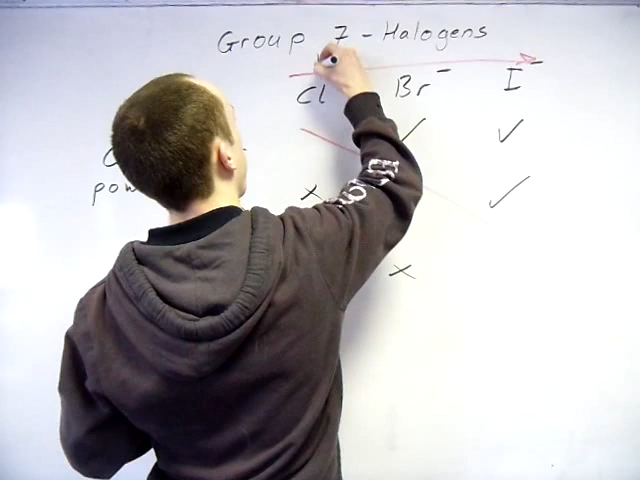 Group 7 - Halogens
Cl Br⁻ I⁻
✓ ✓
x ✓
x